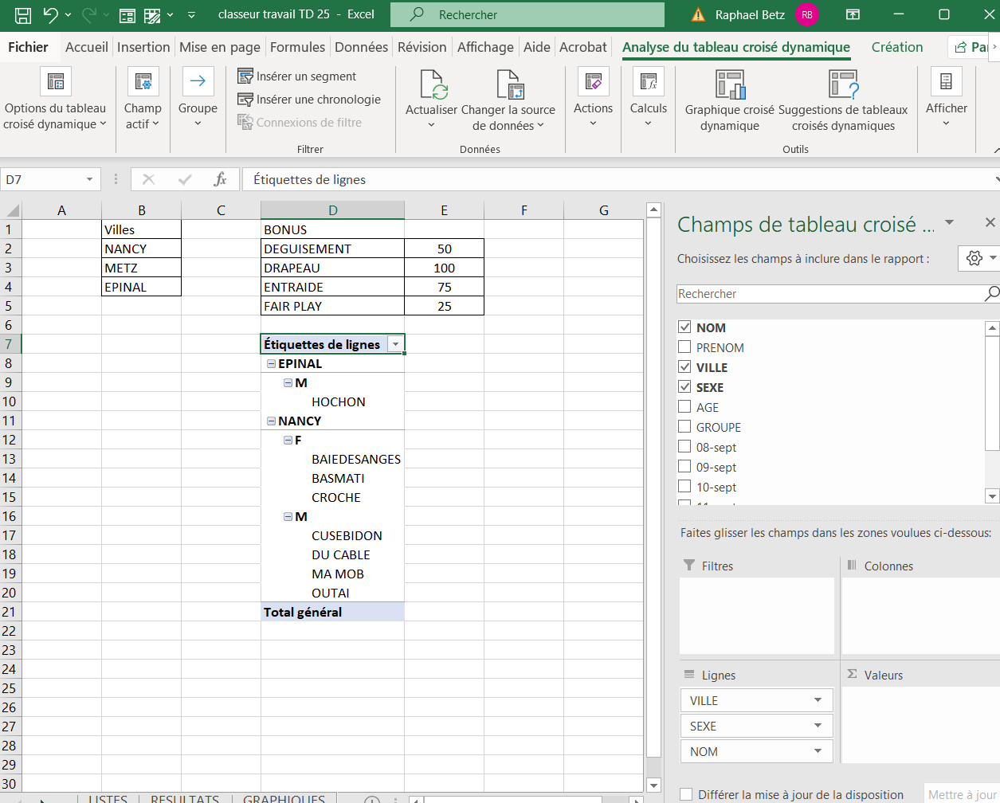 classeur travail TD 25 - Excel
Rechercher
Raphael Betz
RB
Fichier Accueil Insertion Mise en page Formules Données Révision Affichage Aide Acrobat Analyse du tableau croisé dynamique Création
Options du tableau croisé dynamique
Champ actif
Groupe
Insérer un segment
Insérer une chronologie
Connexions de filtre
Filtrer
Actualiser
Changer la source de données
Données
Actions
Calculs
Graphique croisé dynamique
Suggestions de tableaux croisés dynamiques
Outils
Afficher
D7 fx Étiquettes de lignes
A B C D E F G
1 Villes BONUS
2 NANCY DEGUISEMENT 50
3 METZ DRAPEAU 100
4 EPINAL ENTRAIDE 75
5 FAIR PLAY 25
6
7 Étiquettes de lignes
8 EPINAL
9 M
10 HOCHON
11 NANCY
12 F
13 BAIEDESANGES
14 BASMATI
15 CROCHE
16 M
17 CUSEBIDON
18 DU CABLE
19 MA MOB
20 OUTAI
21 Total général
22
23
24
25
26
27
28
29
30
LISTES RESULTATS GRAPHIQUES
Champs de tableau croisé ...
Choisissez les champs à inclure dans le rapport :
Rechercher
NOM
PRENOM
VILLE
SEXE
AGE
GROUPE
08-sept
09-sept
10-sept
Faites glisser les champs dans les zones voulues ci-dessous:
Filtres
Colonnes
Lignes
Σ Valeurs
VILLE
SEXE
NOM
Différer la mise à jour de la disposition
Mettre à jour